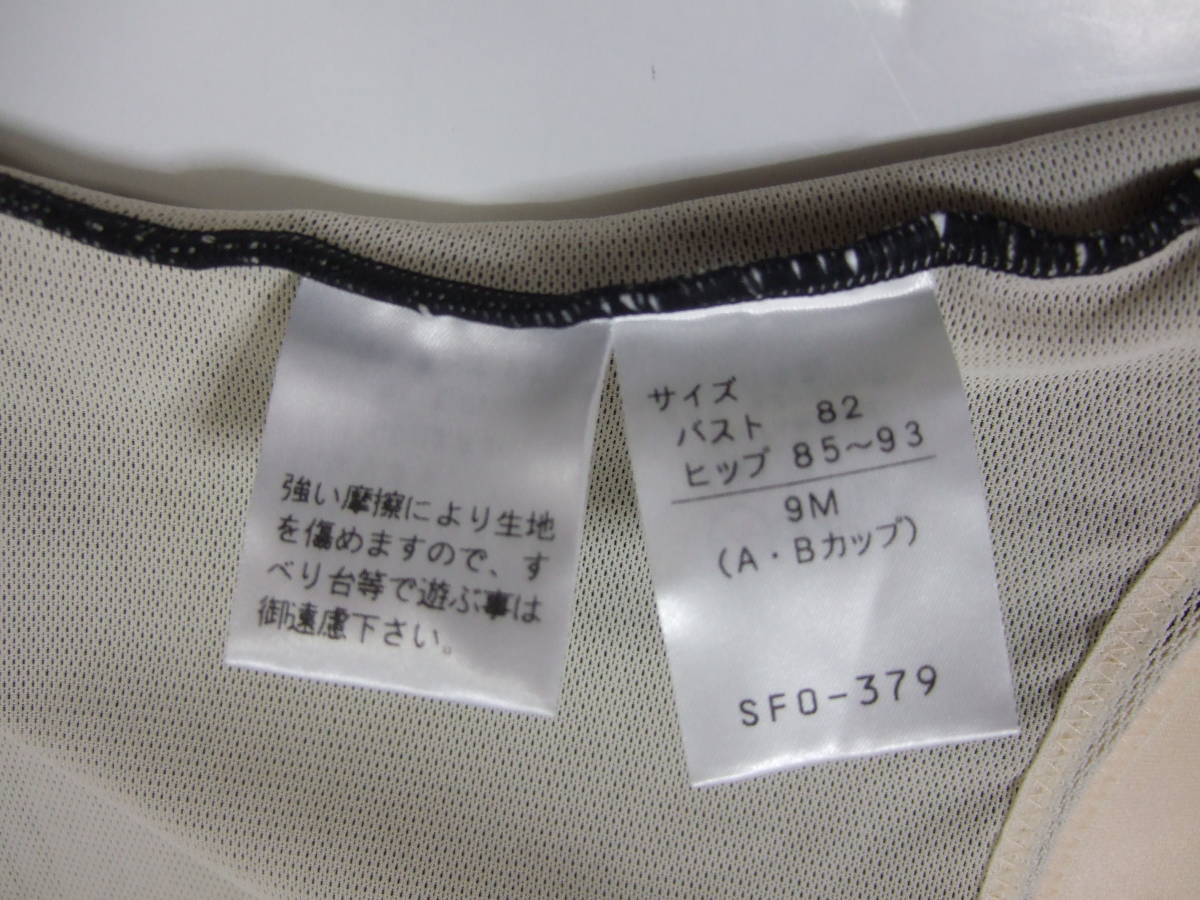 強い摩擦により生地
を傷めますので、す
べり台等で遊ぶ事は
御遠慮下さい。
サイズ
バスト 82
ヒップ 85〜93
9M
(A・Bカップ)
SFO-379